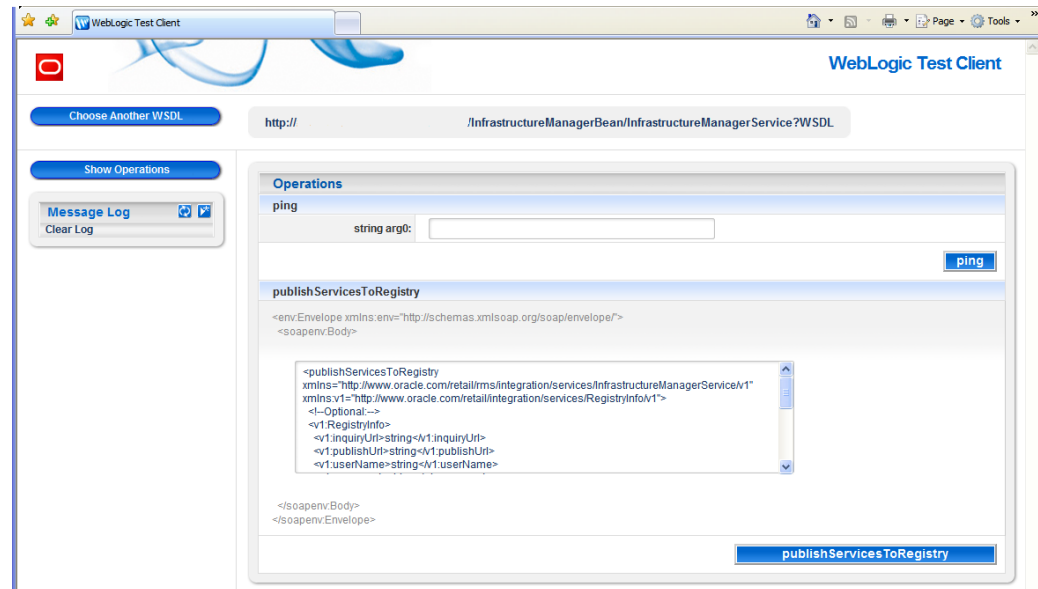 WebLogic Test Client
Page
Tools
»
WebLogic Test Client
Choose Another WSDL
http:// /InfrastructureManagerBean/InfrastructureManagerService?WSDL
Show Operations
Message Log
Clear Log
Operations
ping
string arg0:
ping
publishServicesToRegistry
<env:Envelope xmlns:env="http://schemas.xmlsoap.org/soap/envelope/">
<soapenv:Body>
<publishServicesToRegistry
xmlns="http://www.oracle.com/retail/rms/integration/services/InfrastructureManagerService/v1"
xmlns:v1="http://www.oracle.com/retail/integration/services/RegistryInfo/v1">
<!--Optional:-->
<v1:RegistryInfo>
<v1:inquiryUrl>string</v1:inquiryUrl>
<v1:publishUrl>string</v1:publishUrl>
<v1:userName>string</v1:userName>
</soapenv:Body>
</soapenv:Envelope>
publishServicesToRegistry